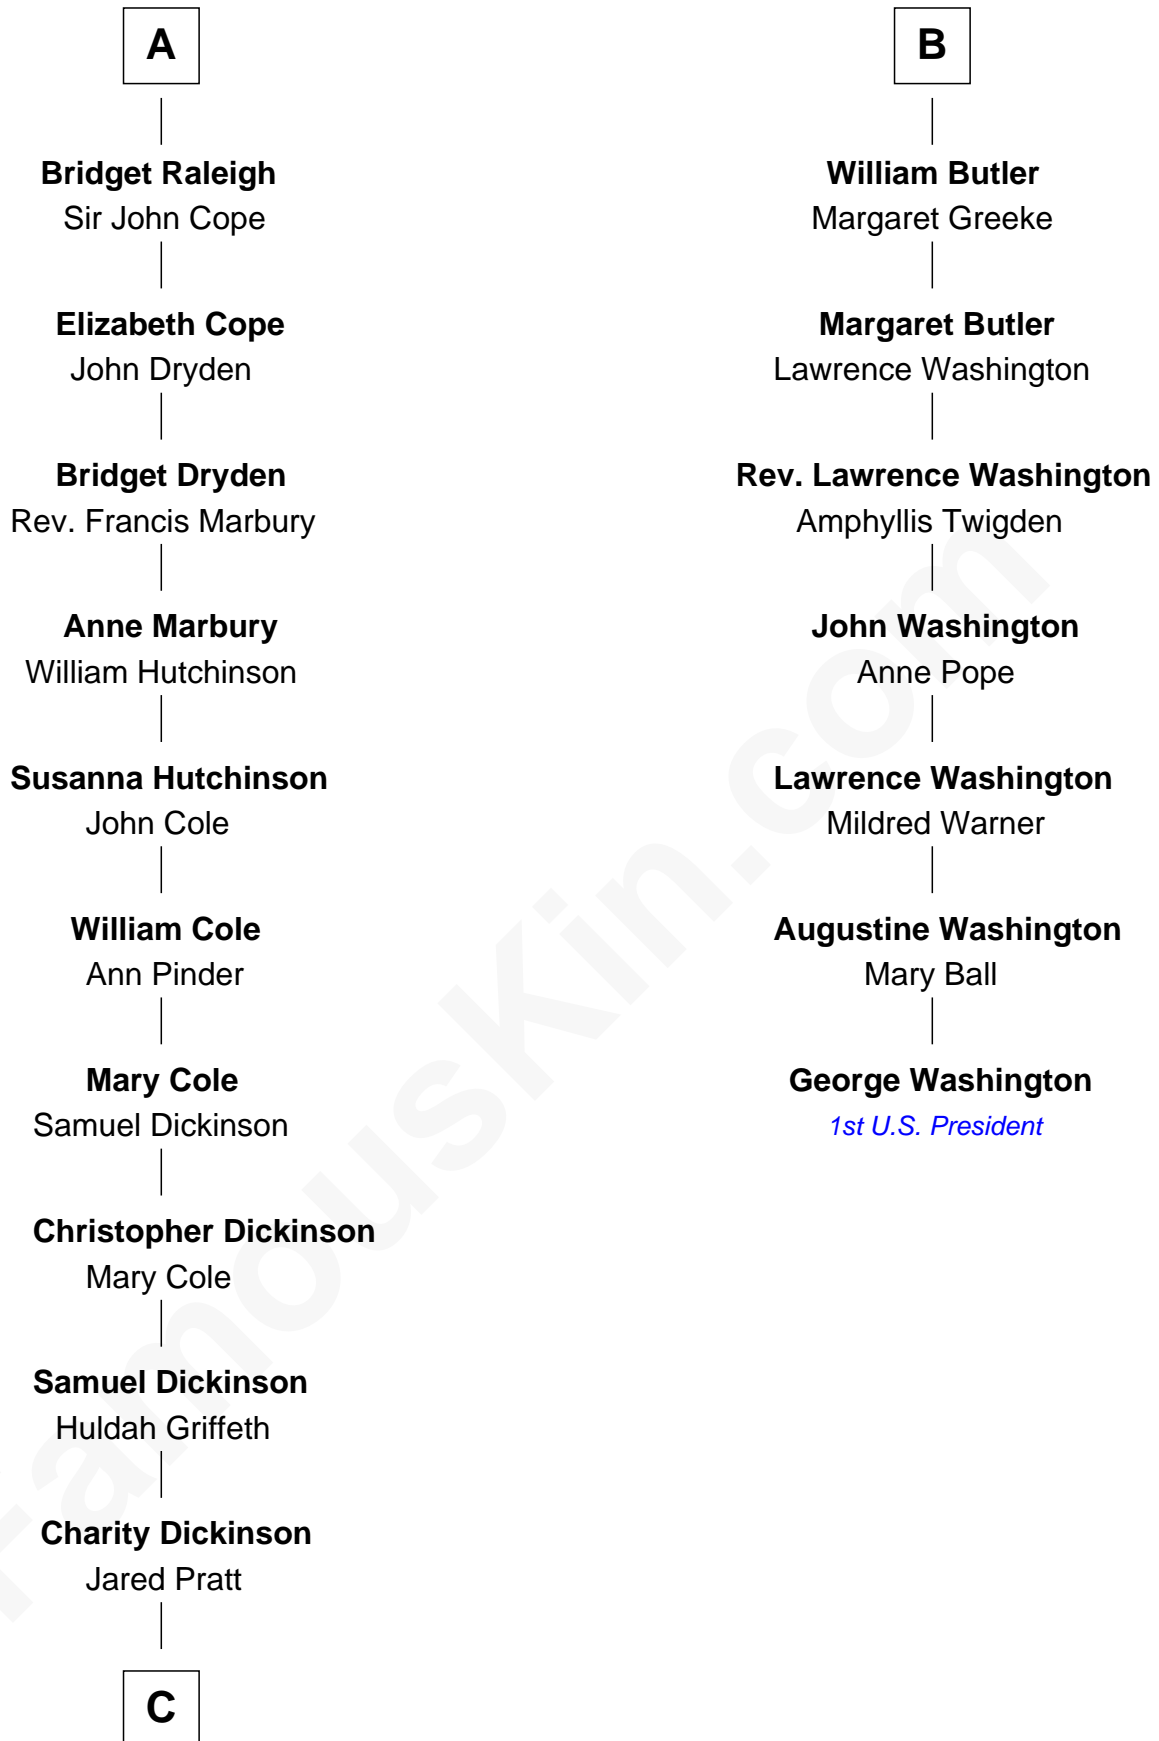 A
Bridget Raleigh
Sir John Cope
Elizabeth Cope
John Dryden
Bridget Dryden
Rev. Francis Marbury
Anne Marbury
William Hutchinson
Susanna Hutchinson
John Cole
William Cole
Ann Pinder
Mary Cole
Samuel Dickinson
Christopher Dickinson
Mary Cole
Samuel Dickinson
Huldah Griffeth
Charity Dickinson
Jared Pratt
C
B
William Butler
Margaret Greeke
Margaret Butler
Lawrence Washington
Rev. Lawrence Washington
Amphyllis Twigden
John Washington
Anne Pope
Lawrence Washington
Mildred Warner
Augustine Washington
Mary Ball
George Washington
1st U.S. President
FamousKin.com